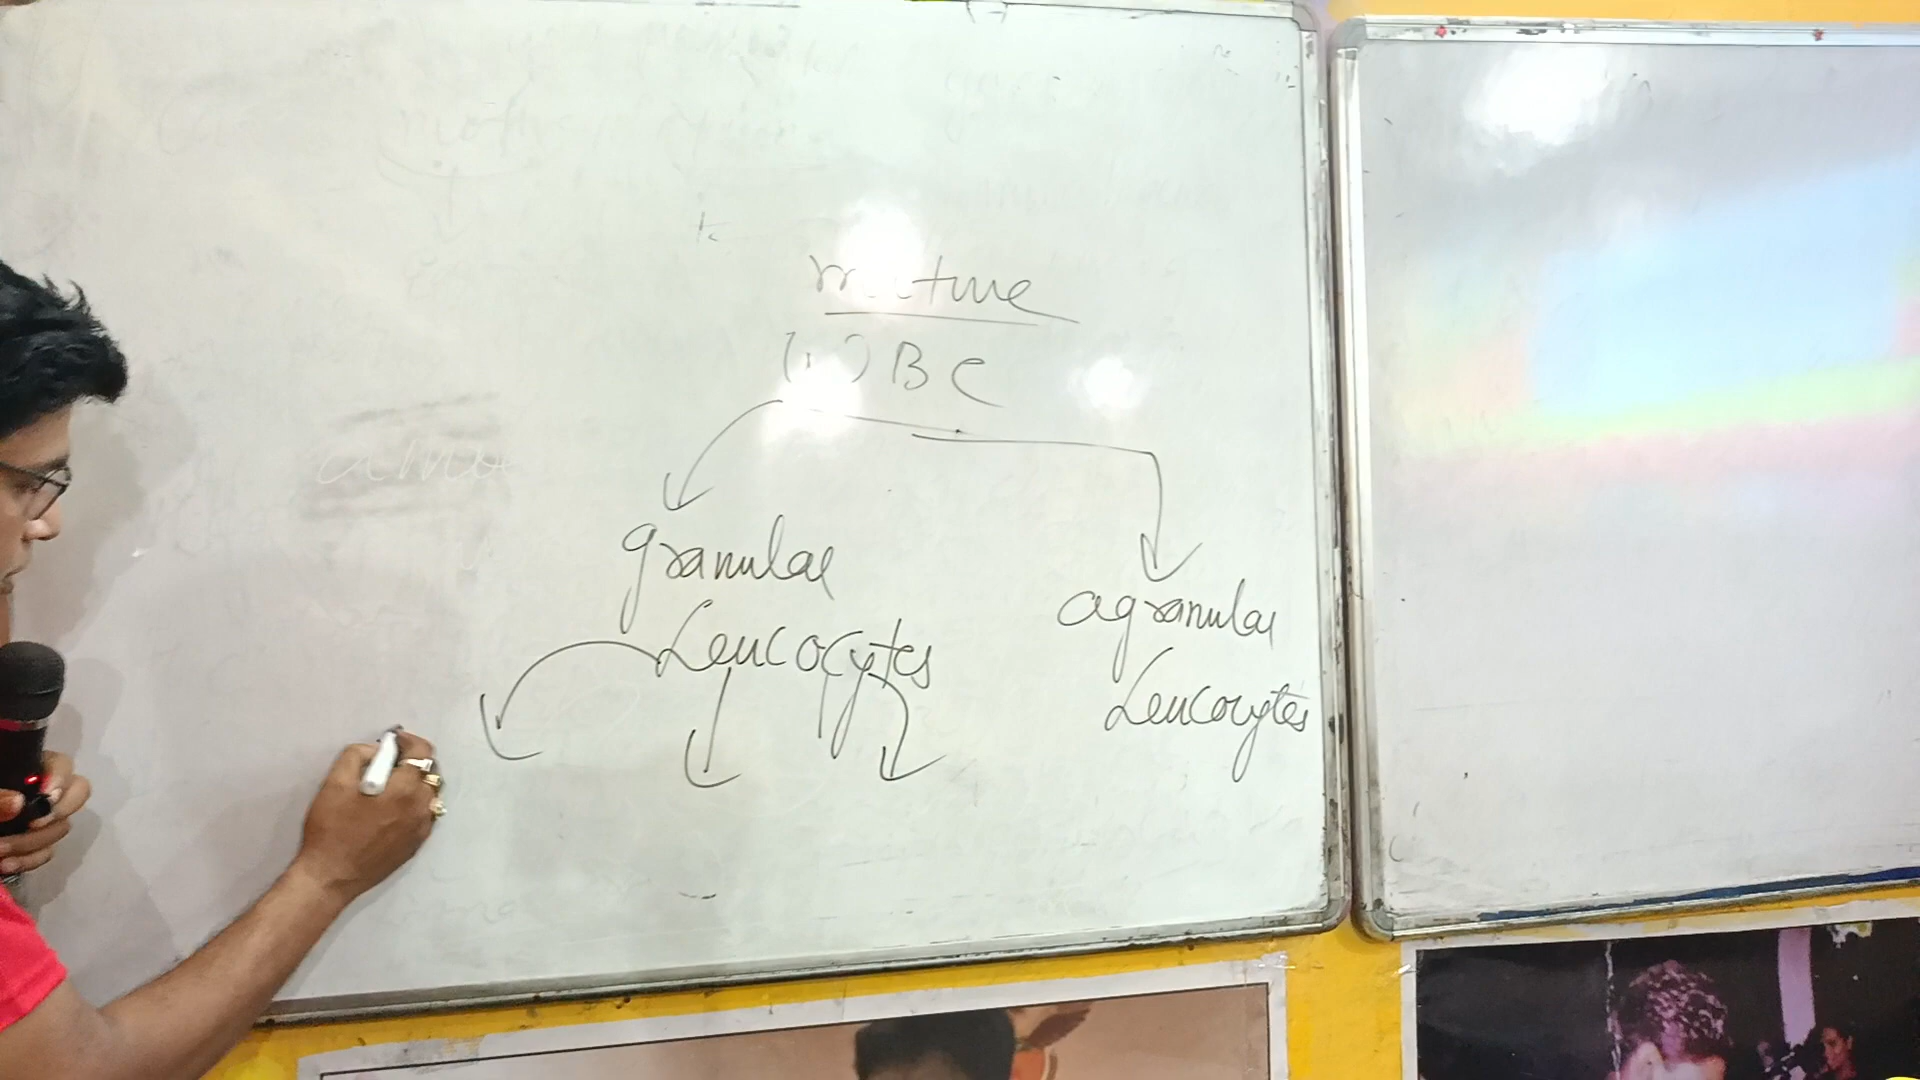 mature
WBC
granular
Leucocytes
agranular
Leucocytes